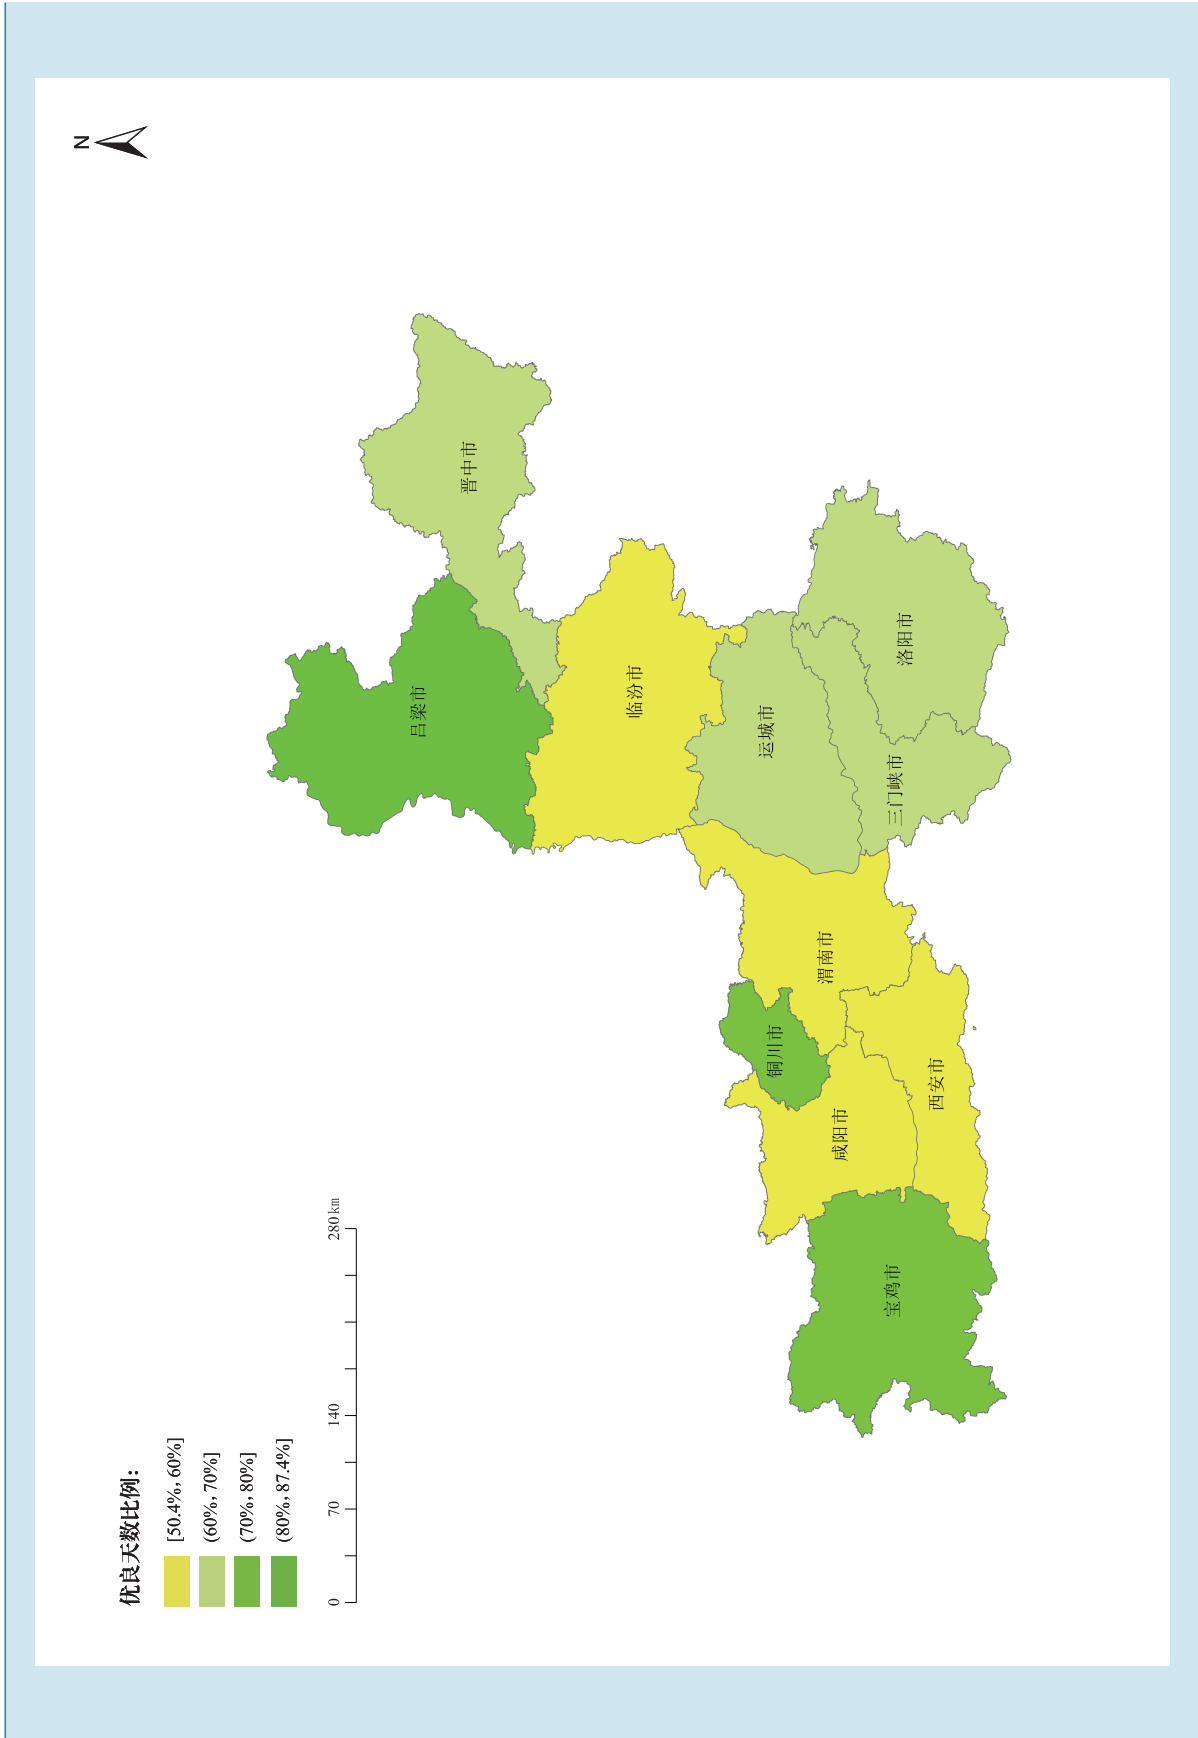 N
晋中市
吕梁市
临汾市
运城市
洛阳市
三门峡市
渭南市
铜川市
西安市
咸阳市
宝鸡市
优良天数比例:
[50.4%, 60%]
(60%, 70%]
(70%, 80%]
(80%, 87.4%]
0 70 140 280 km